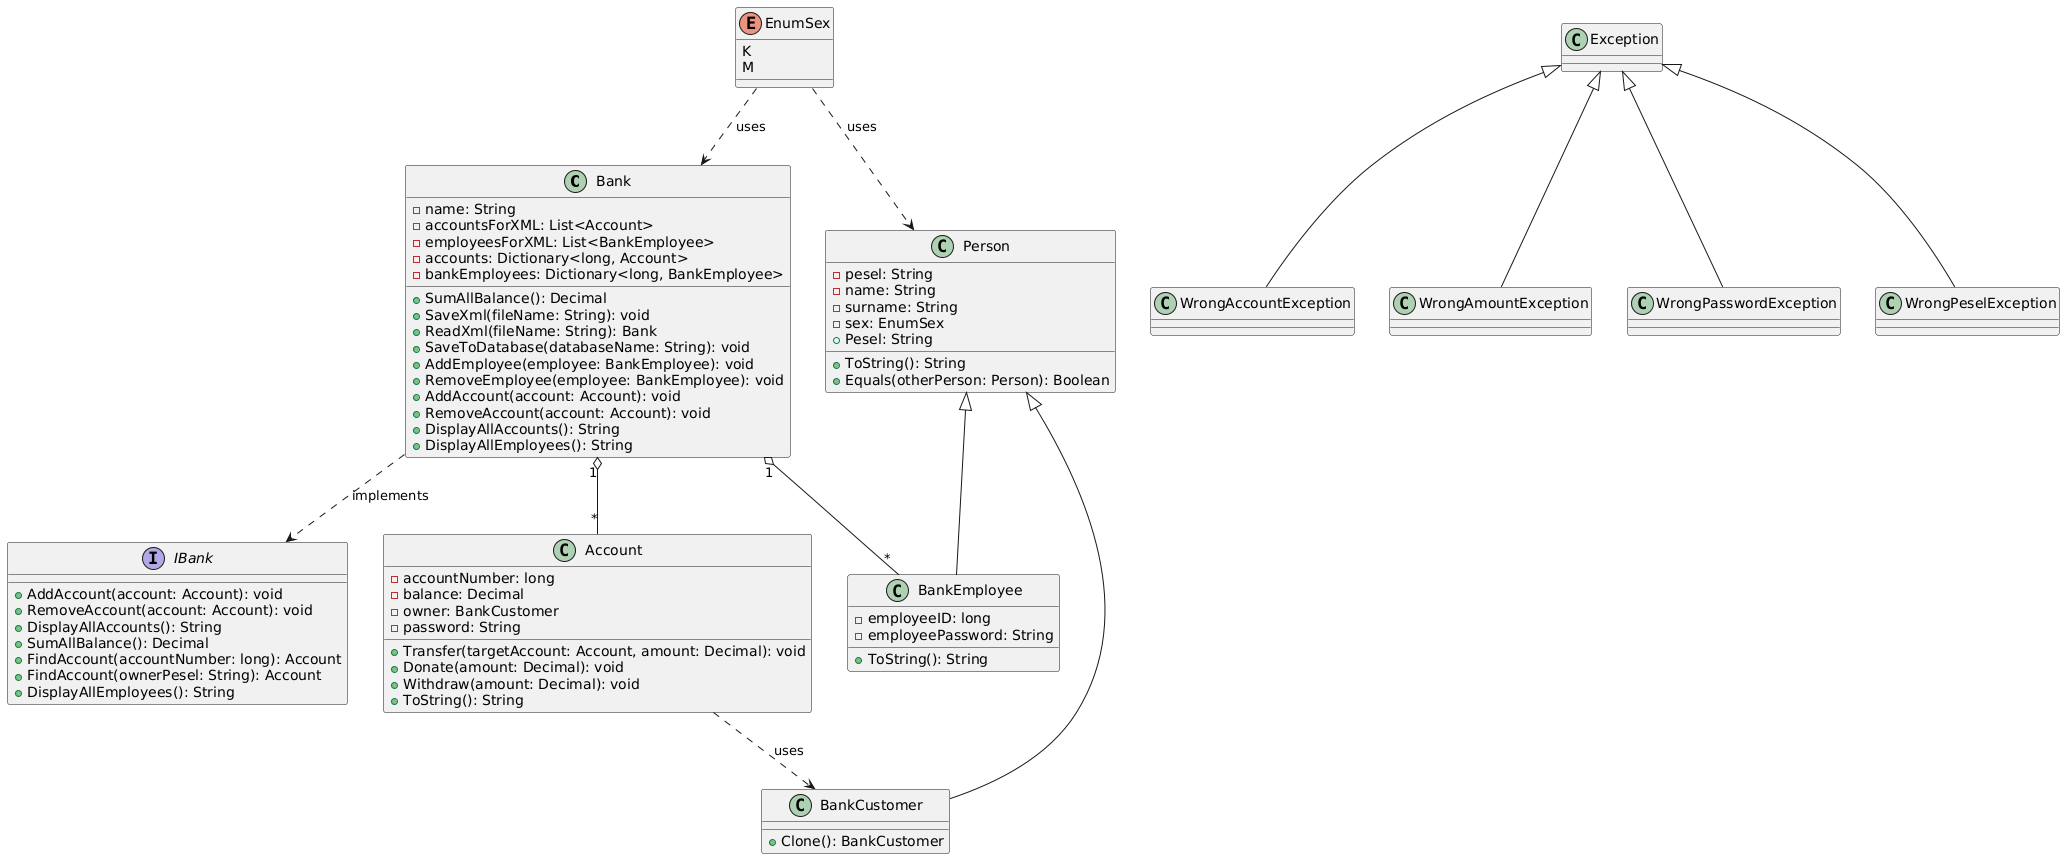 E EnumSex
K
M
C Exception
uses
uses
C Bank
name: String
accountsForXML: List<Account>
employeesForXML: List<BankEmployee>
accounts: Dictionary<long, Account>
bankEmployees: Dictionary<long, BankEmployee>
SumAllBalance(): Decimal
SaveXml(fileName: String): void
ReadXml(fileName: String): Bank
SaveToDatabase(databaseName: String): void
AddEmployee(employee: BankEmployee): void
RemoveEmployee(employee: BankEmployee): void
AddAccount(account: Account): void
RemoveAccount(account: Account): void
DisplayAllAccounts(): String
DisplayAllEmployees(): String
C Person
pesel: String
name: String
surname: String
sex: EnumSex
Pesel: String
ToString(): String
Equals(otherPerson: Person): Boolean
C WrongAccountException
C WrongAmountException
C WrongPasswordException
C WrongPeselException
1
1
implements
*
*
I IBank
AddAccount(account: Account): void
RemoveAccount(account: Account): void
DisplayAllAccounts(): String
SumAllBalance(): Decimal
FindAccount(accountNumber: long): Account
FindAccount(ownerPesel: String): Account
DisplayAllEmployees(): String
C Account
accountNumber: long
balance: Decimal
owner: BankCustomer
password: String
Transfer(targetAccount: Account, amount: Decimal): void
Donate(amount: Decimal): void
Withdraw(amount: Decimal): void
ToString(): String
C BankEmployee
employeeID: long
employeePassword: String
ToString(): String
uses
C BankCustomer
Clone(): BankCustomer